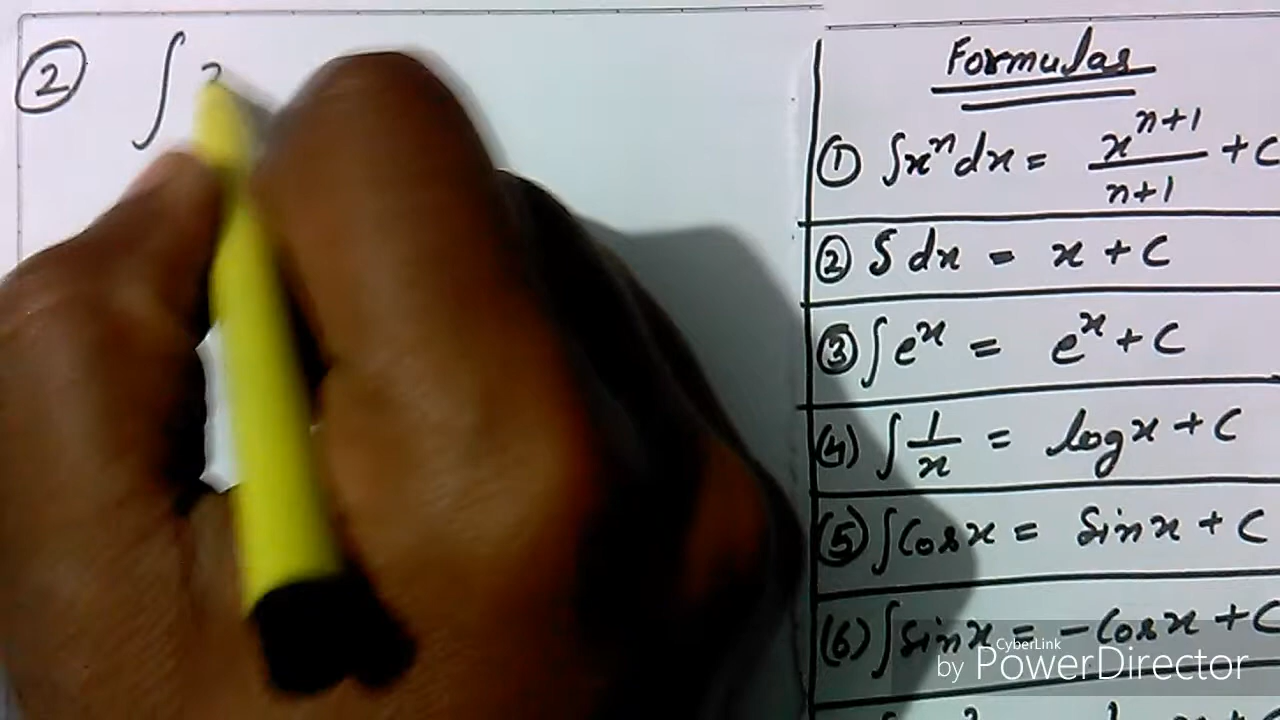 ② ∫
Formulas
① ∫xⁿdx = xⁿ⁺¹/n+1 + C
② ∫ dx = x + C
③ ∫eˣ = eˣ + C
(4) ∫ 1/x = log x + C
(5) ∫Cos x = Sin x + C
(6) ∫Sin x = -Cos x + C
CyberLink
by PowerDirector